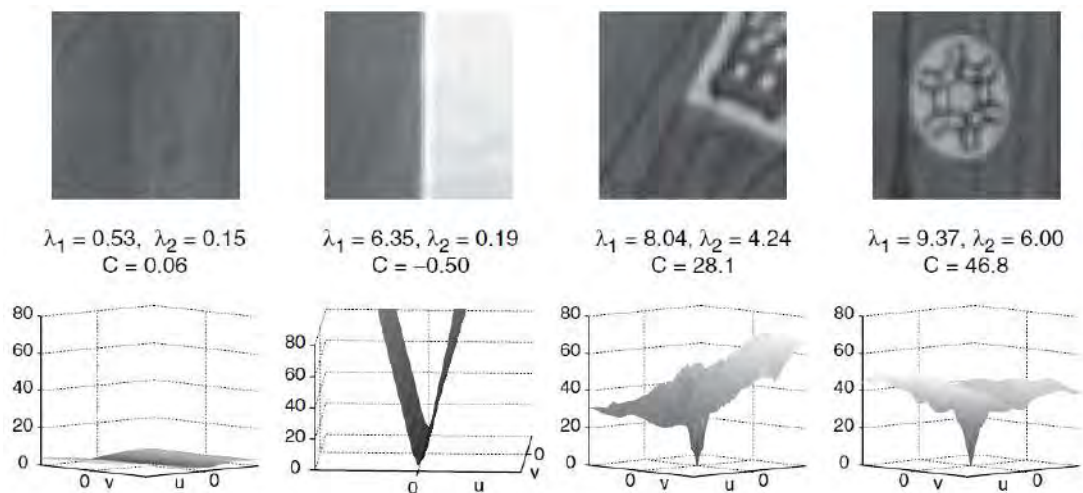 λ1 = 0.53, λ2 = 0.15
C = 0.06
λ1 = 6.35, λ2 = 0.19
C = –0.50
λ1 = 8.04, λ2 = 4.24
C = 28.1
λ1 = 9.37, λ2 = 6.00
C = 46.8
80
60
40
20
0
0 v u 0
80
60
40
20
0
0
v
0 u
80
60
40
20
0
0 v u 0
80
60
40
20
0
0 v u 0